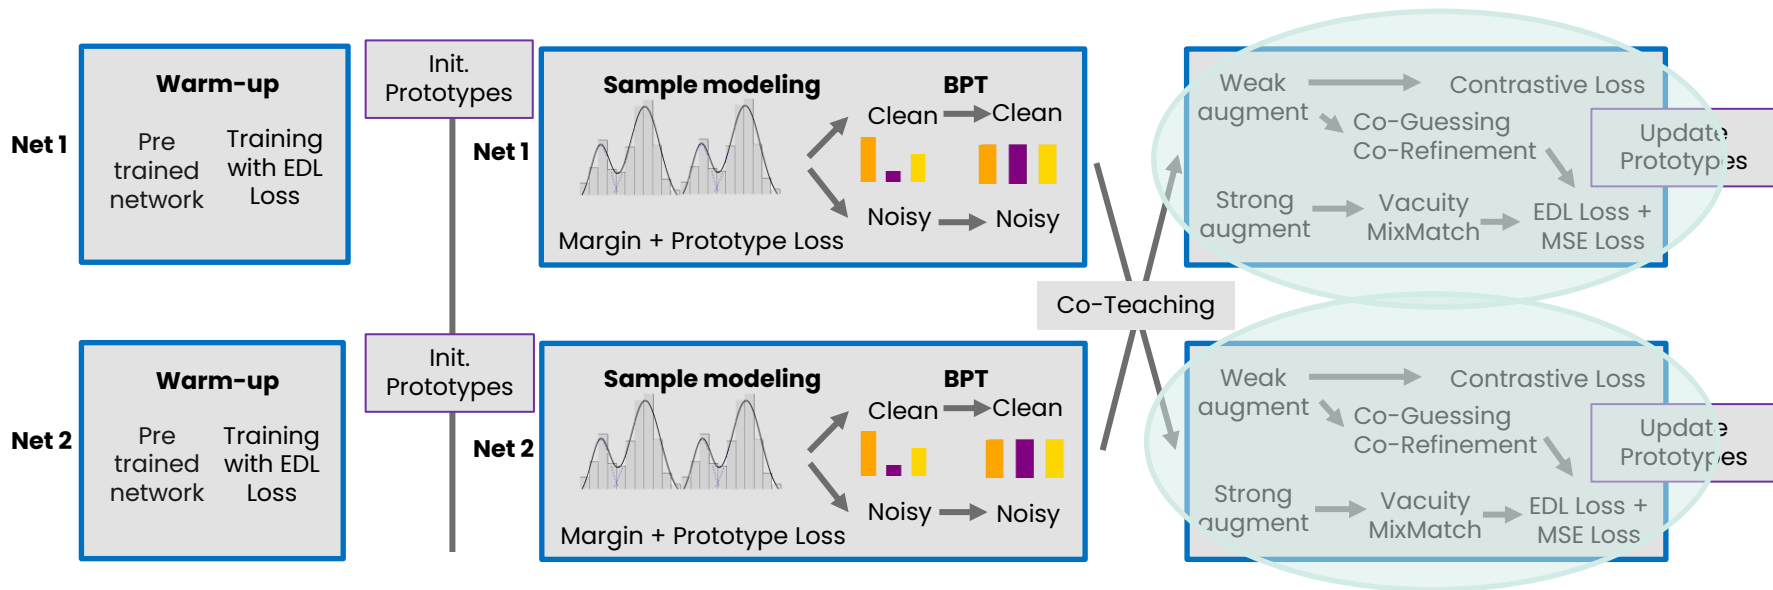 Net 1
Warm-up
Pre
trained
network
Training
with EDL
Loss
Init.
Prototypes
Net 1
Sample modeling
BPT
Clean
Clean
Noisy
Noisy
Margin + Prototype Loss
Weak
augment
Contrastive Loss
Co-Guessing
Co-Refinement
Strong
augment
Vacuity
MixMatch
EDL Loss +
MSE Loss
Update
Prototypes
Co-Teaching
Net 2
Warm-up
Pre
trained
network
Training
with EDL
Loss
Init.
Prototypes
Net 2
Sample modeling
BPT
Clean
Clean
Noisy
Noisy
Margin + Prototype Loss
Weak
augment
Contrastive Loss
Co-Guessing
Co-Refinement
Strong
augment
Vacuity
MixMatch
EDL Loss +
MSE Loss
Update
Prototypes